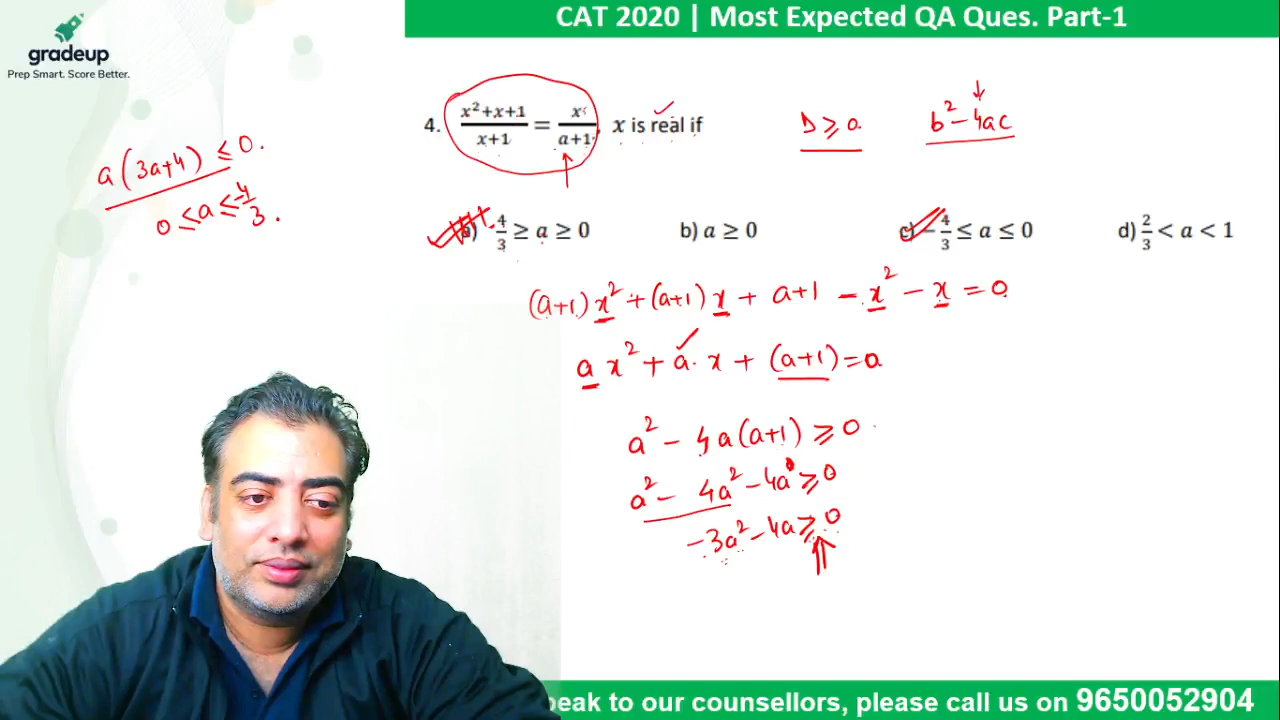 CAT 2020 | Most Expected QA Ques. Part-1
gradeup
Prep Smart. Score Better.
4. x²+x+1/x+1 = x/a+1, x is real if
D ≥ 0
b² - 4ac
a(3a+4) ≤ 0.
0 ≤ a ≤ -4/3.
a) -4/3 ≥ a ≥ 0 b) a ≥ 0 c) -4/3 ≤ a ≤ 0 d) 2/3 < a < 1
(a+1)x² + (a+1)x + a+1 - x² - x = 0
a x² + a. x + (a+1) = 0
a² - 4a(a+1) ≥ 0
a² - 4a² - 4a ≥ 0
-3a² - 4a ≥ 0
peak to our counsellors, please call us on 9650052904